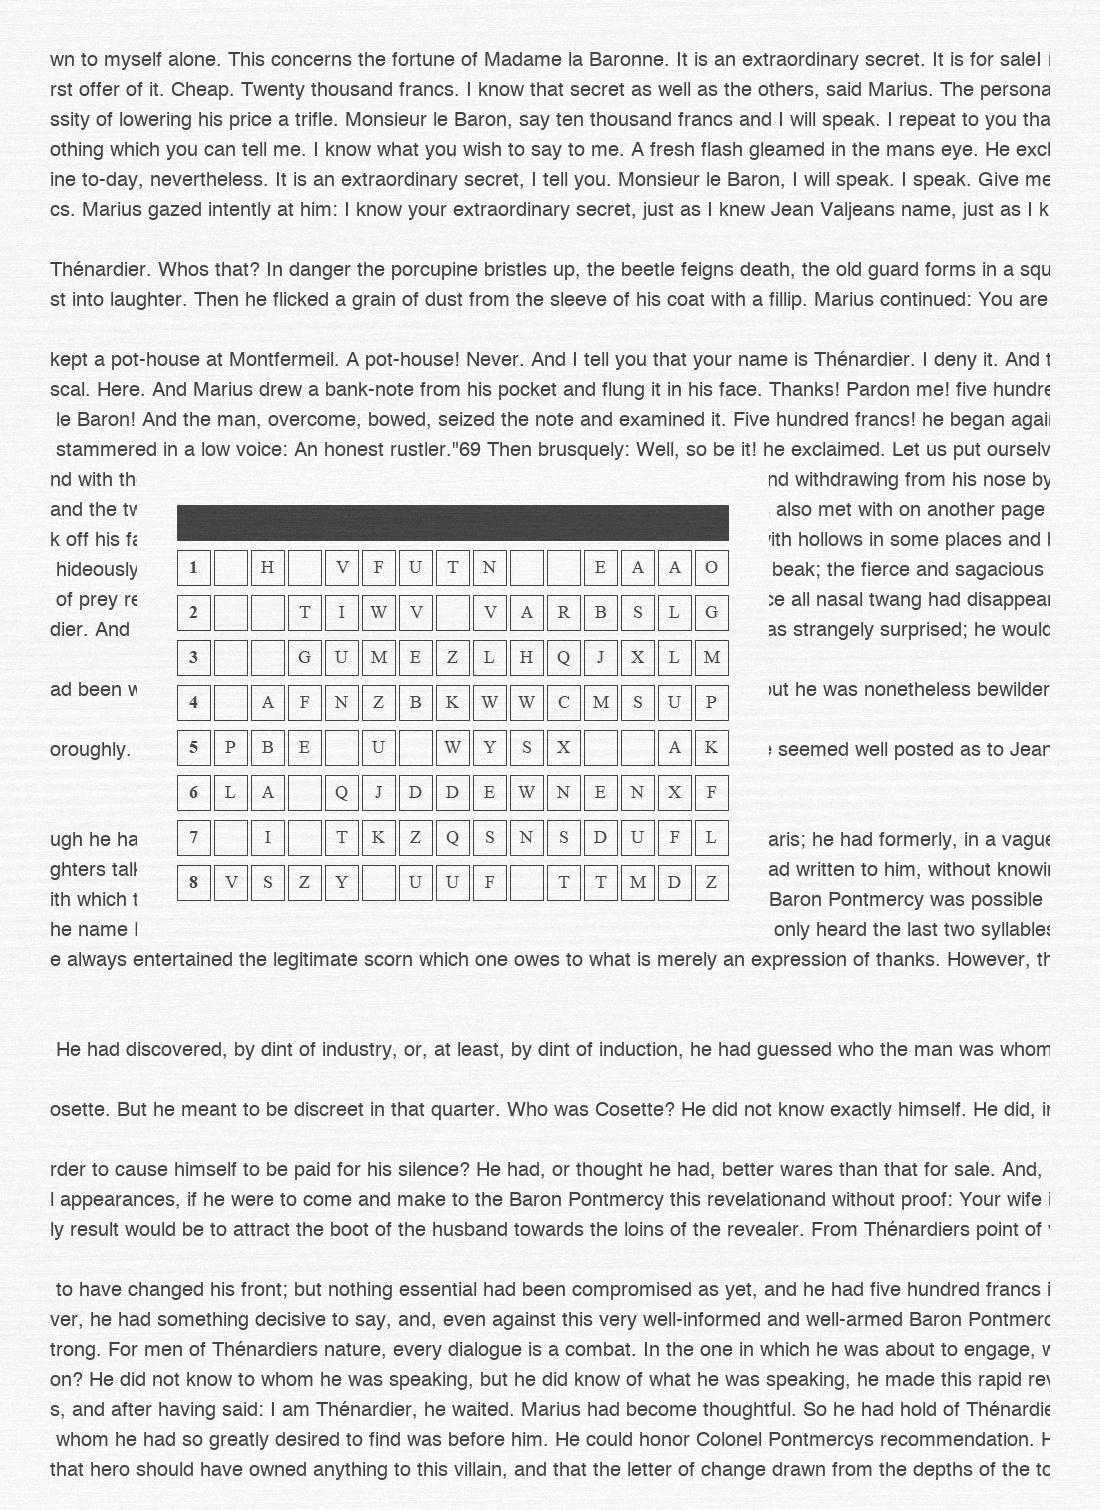 wn to myself alone. This concerns the fortune of Madame la Baronne. It is an extraordinary secret. It is for saleI
rst offer of it. Cheap. Twenty thousand francs. I know that secret as well as the others, said Marius. The persona
ssity of lowering his price a trifle. Monsieur le Baron, say ten thousand francs and I will speak. I repeat to you tha
othing which you can tell me. I know what you wish to say to me. A fresh flash gleamed in the mans eye. He excl
ine to-day, nevertheless. It is an extraordinary secret, I tell you. Monsieur le Baron, I will speak. I speak. Give me
cs. Marius gazed intently at him: I know your extraordinary secret, just as I knew Jean Valjeans name, just as I k
Thénardier. Whos that? In danger the porcupine bristles up, the beetle feigns death, the old guard forms in a squ
st into laughter. Then he flicked a grain of dust from the sleeve of his coat with a fillip. Marius continued: You are
kept a pot-house at Montfermeil. A pot-house! Never. And I tell you that your name is Thénardier. I deny it. And t
scal. Here. And Marius drew a bank-note from his pocket and flung it in his face. Thanks! Pardon me! five hundre
le Baron! And the man, overcome, bowed, seized the note and examined it. Five hundred francs! he began again
stammered in a low voice: An honest rustler."69 Then brusquely: Well, so be it! he exclaimed. Let us put ourselv
nd with th nd withdrawing from his nose by
and the tw also met with on another page
k off his fa ith hollows in some places and
hideously beak; the fierce and sagacious
of prey re ce all nasal twang had disappear
dier. And as strangely surprised; he would
ad been w but he was nonetheless bewilder
oroughly. e seemed well posted as to Jean
ugh he ha aris; he had formerly, in a vague
ghters talk ad written to him, without knowin
ith which t Baron Pontmercy was possible
he name only heard the last two syllables
1 H V F U T N E A A O
2 T I W V V A R B S L G
3 G U M E Z L H Q J X L M
4 A F N Z B K W W C M S U P
5 P B E U W Y S X A K
6 L A Q J D D E W N E N X F
7 I T K Z Q S N S D U F L
8 V S Z Y U U F T T M D Z
e always entertained the legitimate scorn which one owes to what is merely an expression of thanks. However, th
He had discovered, by dint of industry, or, at least, by dint of induction, he had guessed who the man was whom
osette. But he meant to be discreet in that quarter. Who was Cosette? He did not know exactly himself. He did, in
rder to cause himself to be paid for his silence? He had, or thought he had, better wares than that for sale. And,
l appearances, if he were to come and make to the Baron Pontmercy this revelationand without proof: Your wife i
ly result would be to attract the boot of the husband towards the loins of the revealer. From Thénardiers point of
to have changed his front; but nothing essential had been compromised as yet, and he had five hundred francs i
ver, he had something decisive to say, and, even against this very well-informed and well-armed Baron Pontmerc
trong. For men of Thénardiers nature, every dialogue is a combat. In the one in which he was about to engage, w
on? He did not know to whom he was speaking, but he did know of what he was speaking, he made this rapid rev
s, and after having said: I am Thénardier, he waited. Marius had become thoughtful. So he had hold of Thénardie
whom he had so greatly desired to find was before him. He could honor Colonel Pontmercys recommendation. H
that hero should have owned anything to this villain, and that the letter of change drawn from the depths of the to